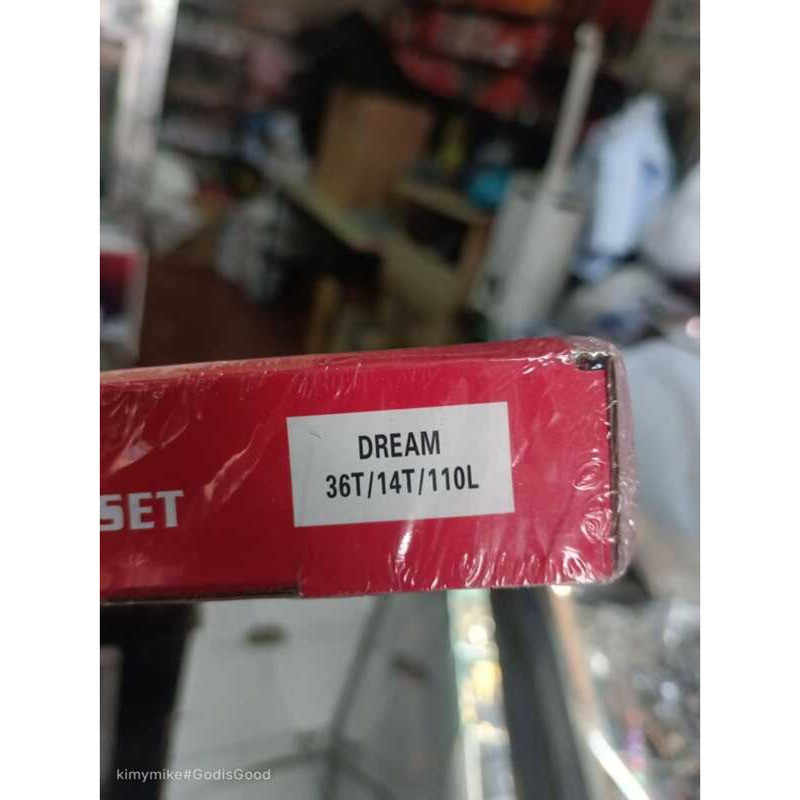 DREAM
36T/14T/110L
SET
kimymike#GodisGood